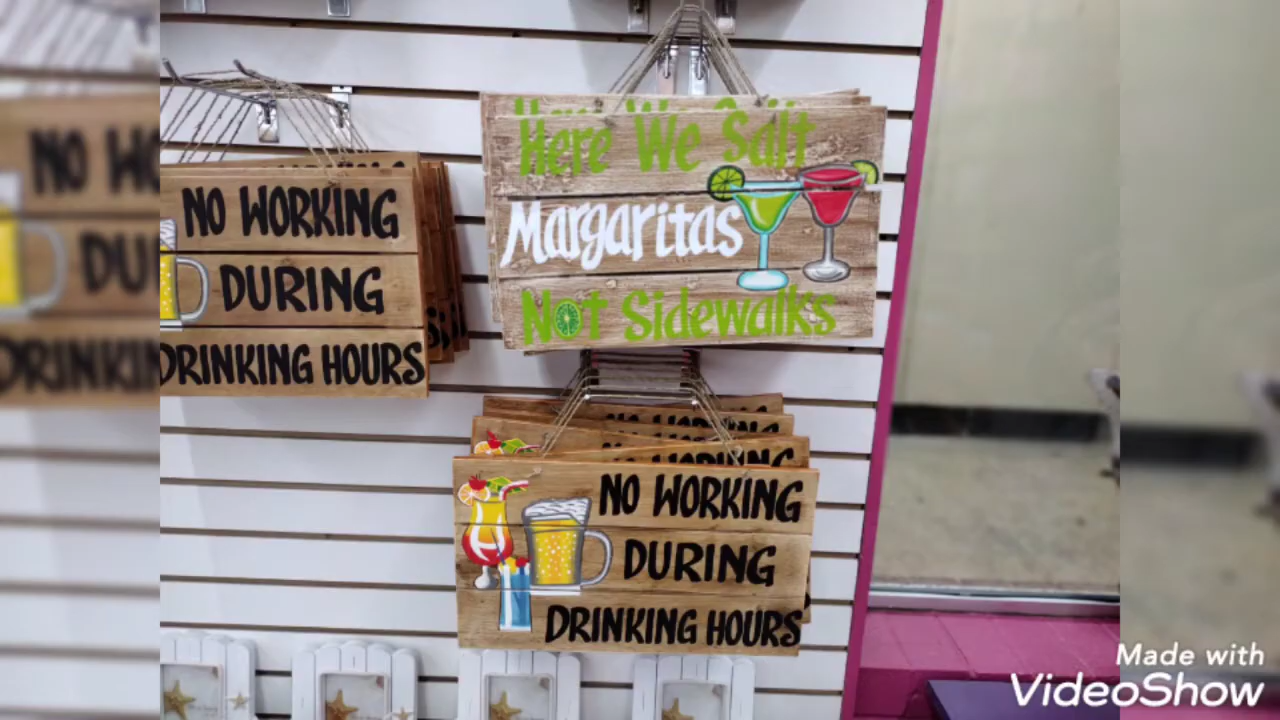 NO WORKING
DURING
DRINKING HOURS
Here We Salt
Margaritas
Not Sidewalks
NO WORKING
DURING
DRINKING HOURS
Made with
VideoShow